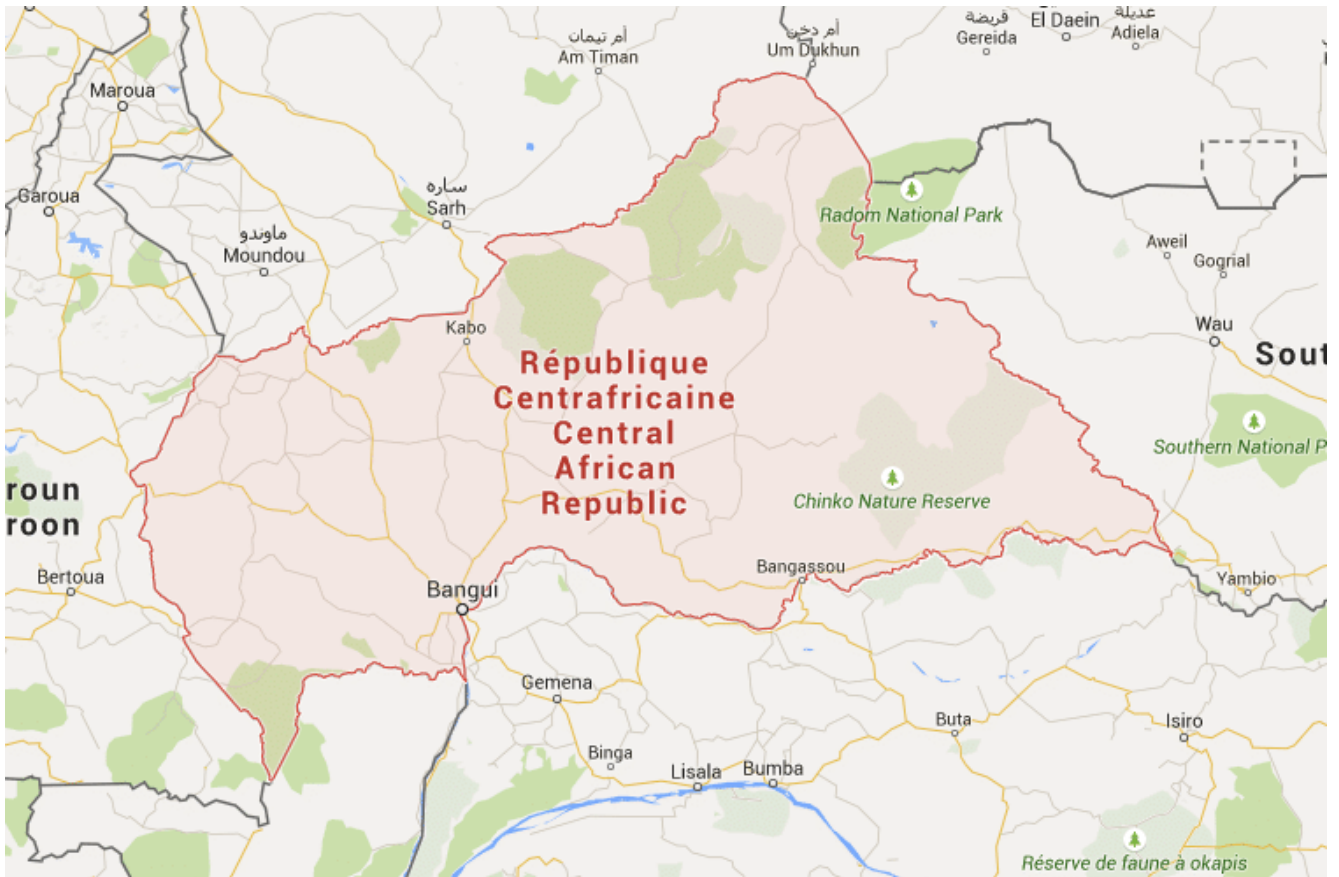 أم تيمان
Am Timan
أم دخن
Um Dukhun
قريضة
Gereida
El Daein
عديلة
Adiela
Maroua
Garoua
ساره
Sarh
ماوندو
Moundou
Radom National Park
Aweil
Gogrial
Wau
Kabo
République
Centrafricaine
Central
African
Republic
Sout
Southern National P
Chinko Nature Reserve
roun
roon
Bertoua
Bangui
Bangassou
Yambio
Gemena
Binga
Lisala
Bumba
Buta
Isiro
Réserve de faune à okapis